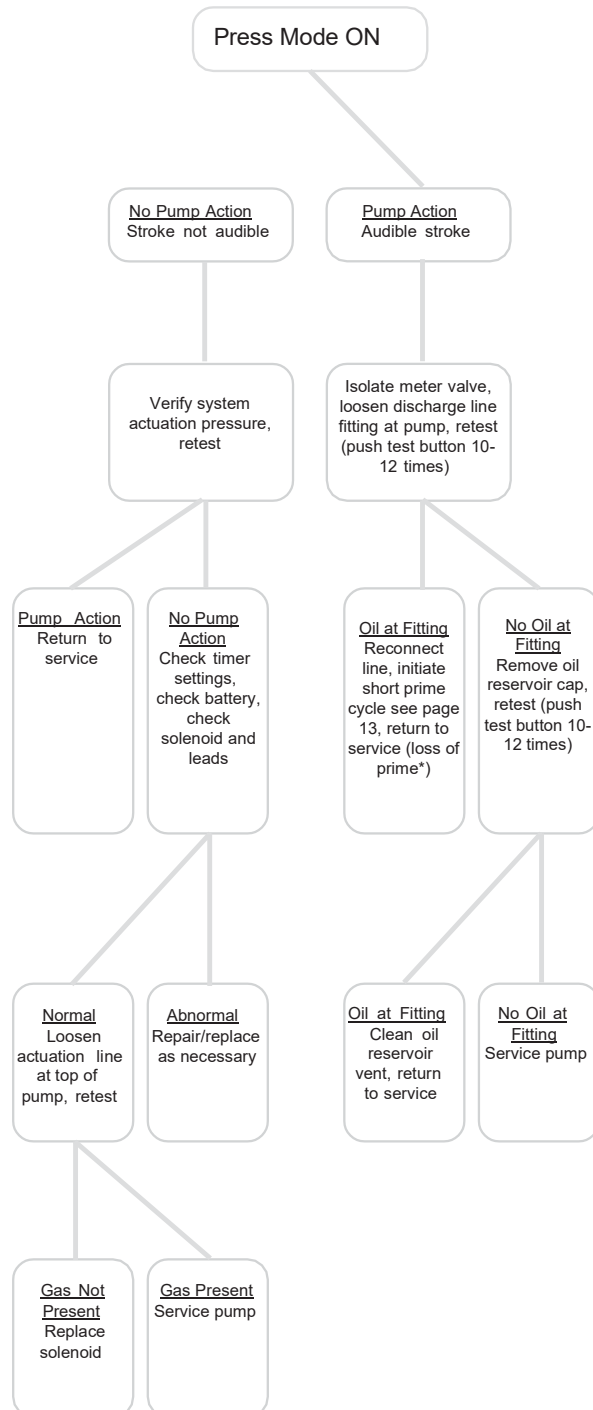 Press Mode ON
No Pump Action
Stroke not audible
Pump Action
Audible stroke
Verify system
actuation pressure,
retest
Isolate meter valve,
loosen discharge line
fitting at pump, retest
(push test button 10-
12 times)
Pump Action
Return to
service
No Pump
Action
Check timer
settings,
check battery,
check
solenoid and
leads
Oil at Fitting
Reconnect
line, initiate
short prime
cycle see page
13, return to
service (loss of
prime*)
No Oil at
Fitting
Remove oil
reservoir cap,
retest (push
test button 10-
12 times)
Normal
Loosen
actuation line
at top of
pump, retest
Abnormal
Repair/replace
as necessary
Oil at Fitting
Clean oil
reservoir
vent, return
to service
No Oil at
Fitting
Service pump
Gas Not
Present
Replace
solenoid
Gas Present
Service pump